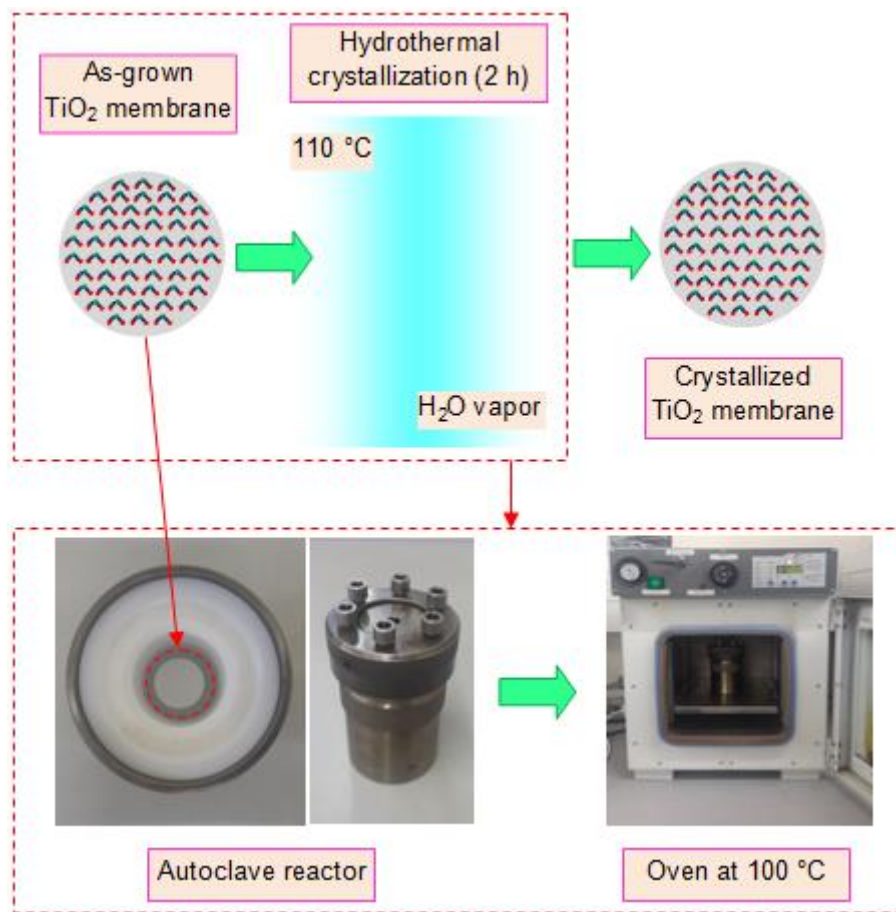 As-grown
TiO₂ membrane
Hydrothermal
crystallization (2 h)
110 °C
H₂O vapor
Crystallized
TiO₂ membrane
Autoclave reactor
Oven at 100 °C